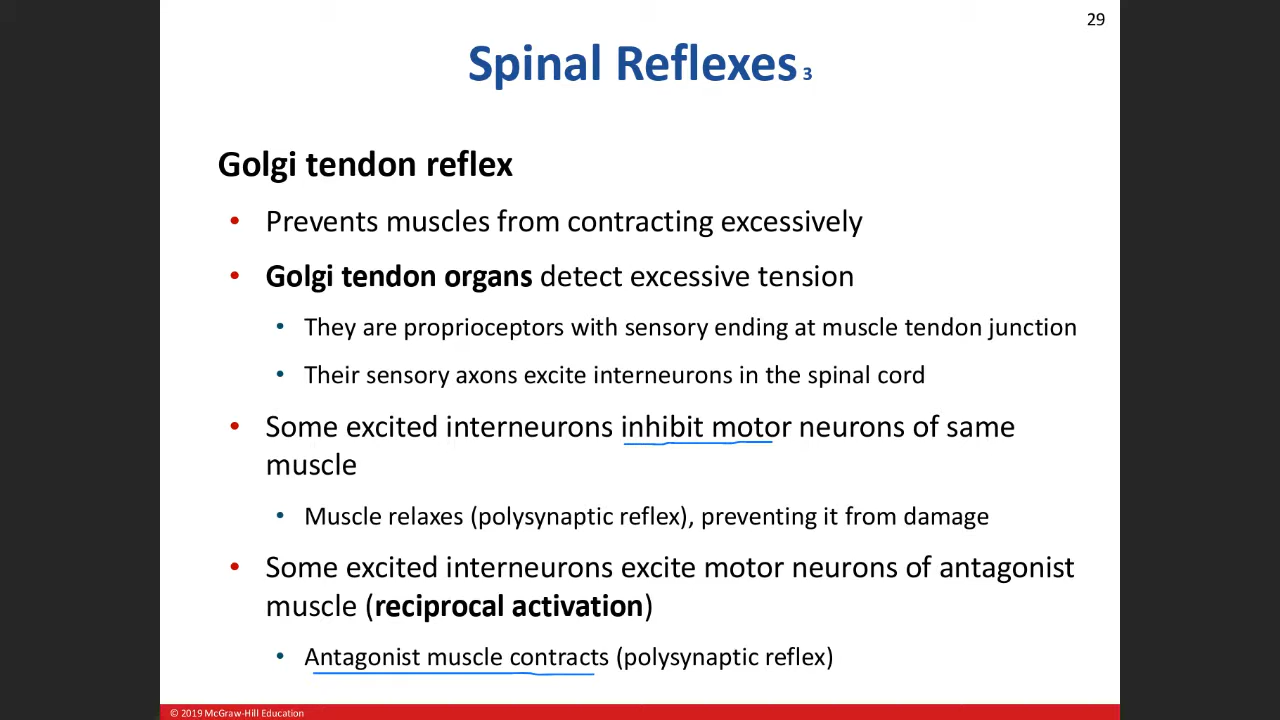 29
Spinal Reflexes 3
Golgi tendon reflex
• Prevents muscles from contracting excessively
• Golgi tendon organs detect excessive tension
• They are proprioceptors with sensory ending at muscle tendon junction
• Their sensory axons excite interneurons in the spinal cord
• Some excited interneurons inhibit motor neurons of same
muscle
• Muscle relaxes (polysynaptic reflex), preventing it from damage
• Some excited interneurons excite motor neurons of antagonist
muscle (reciprocal activation)
• Antagonist muscle contracts (polysynaptic reflex)
© 2019 McGraw-Hill Education